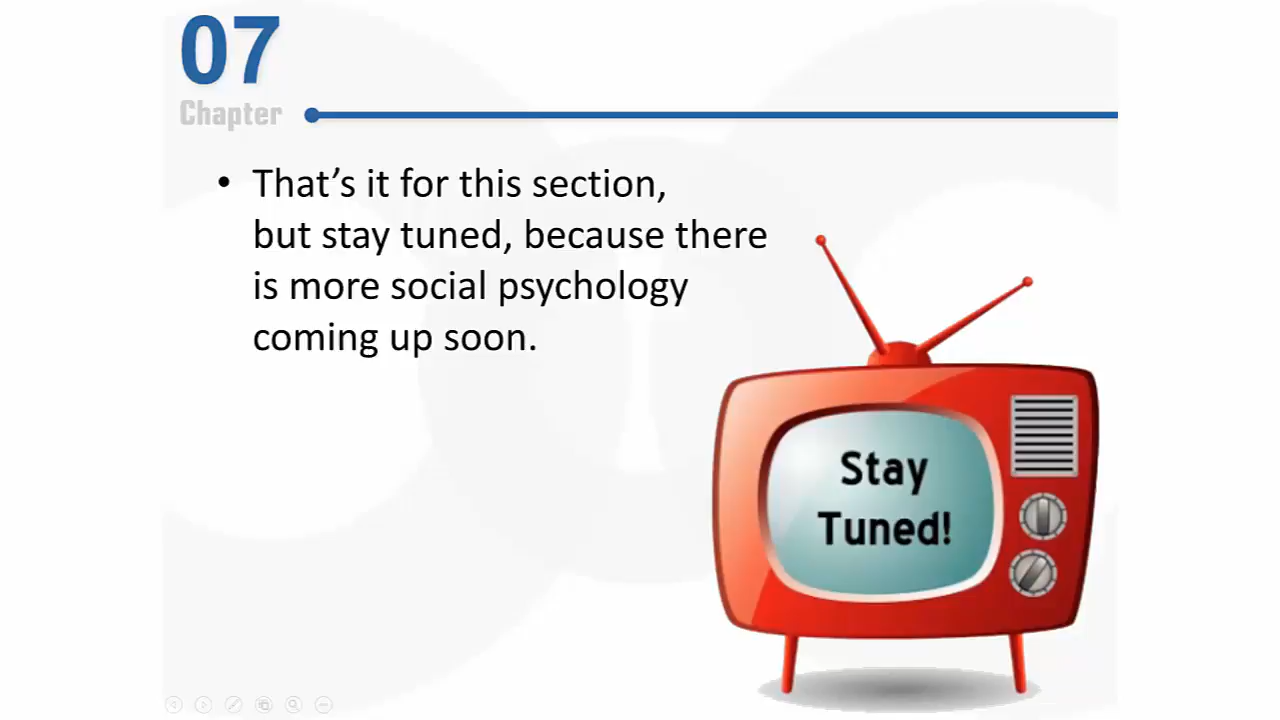 07
Chapter
• That’s it for this section,
but stay tuned, because there
is more social psychology
coming up soon.
Stay
Tuned!